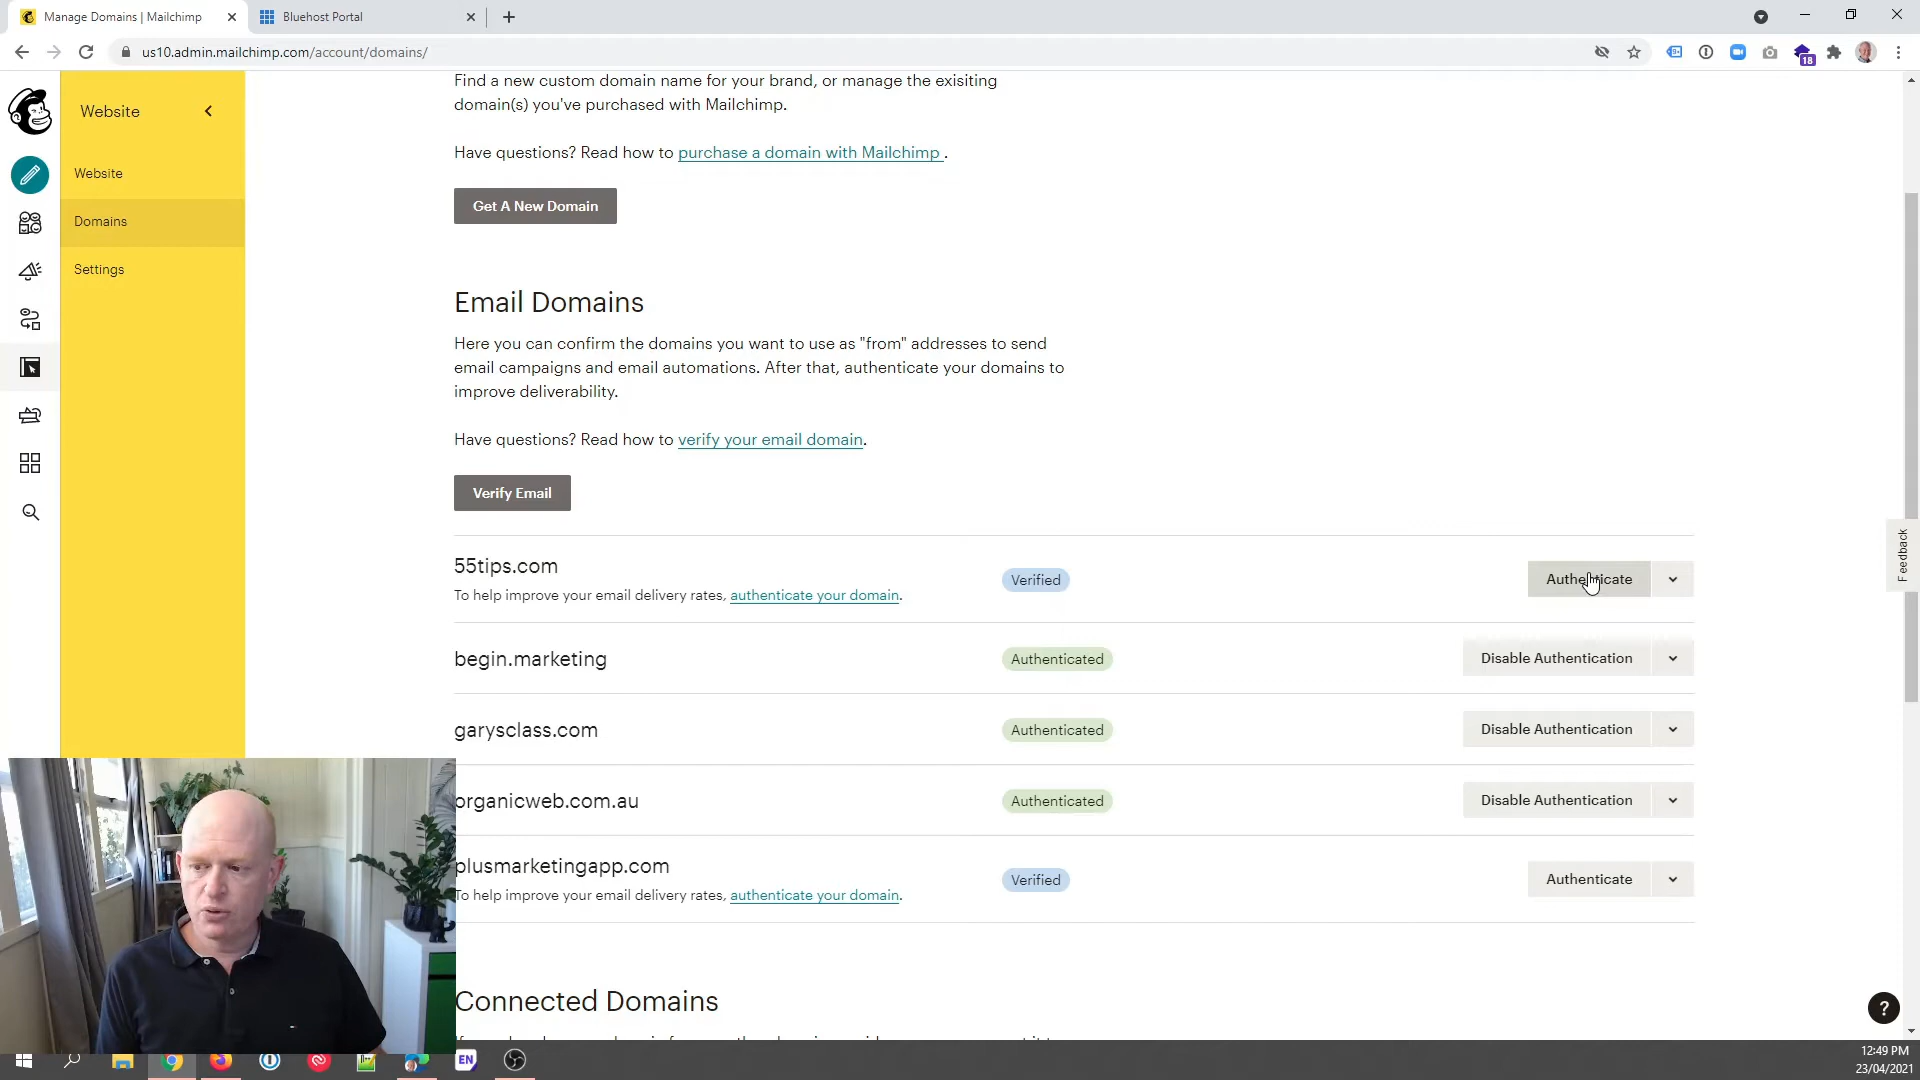 Manage Domains | Mailchimp
Bluehost Portal
us10.admin.mailchimp.com/account/domains/
18
Website
Website
Domains
Settings
Find a new custom domain name for your brand, or manage the exisiting
domain(s) you've purchased with Mailchimp.
Have questions? Read how to purchase a domain with Mailchimp .
Get A New Domain
Email Domains
Here you can confirm the domains you want to use as "from" addresses to send
email campaigns and email automations. After that, authenticate your domains to
improve deliverability.
Have questions? Read how to verify your email domain.
Verify Email
55tips.com
Verified
Authenticate
To help improve your email delivery rates, authenticate your domain.
begin.marketing
Authenticated
Disable Authentication
garysclass.com
Authenticated
Disable Authentication
organicweb.com.au
Authenticated
Disable Authentication
plusmarketingapp.com
Verified
Authenticate
To help improve your email delivery rates, authenticate your domain.
Connected Domains
Feedback
?
EN
12:49 PM
23/04/2021